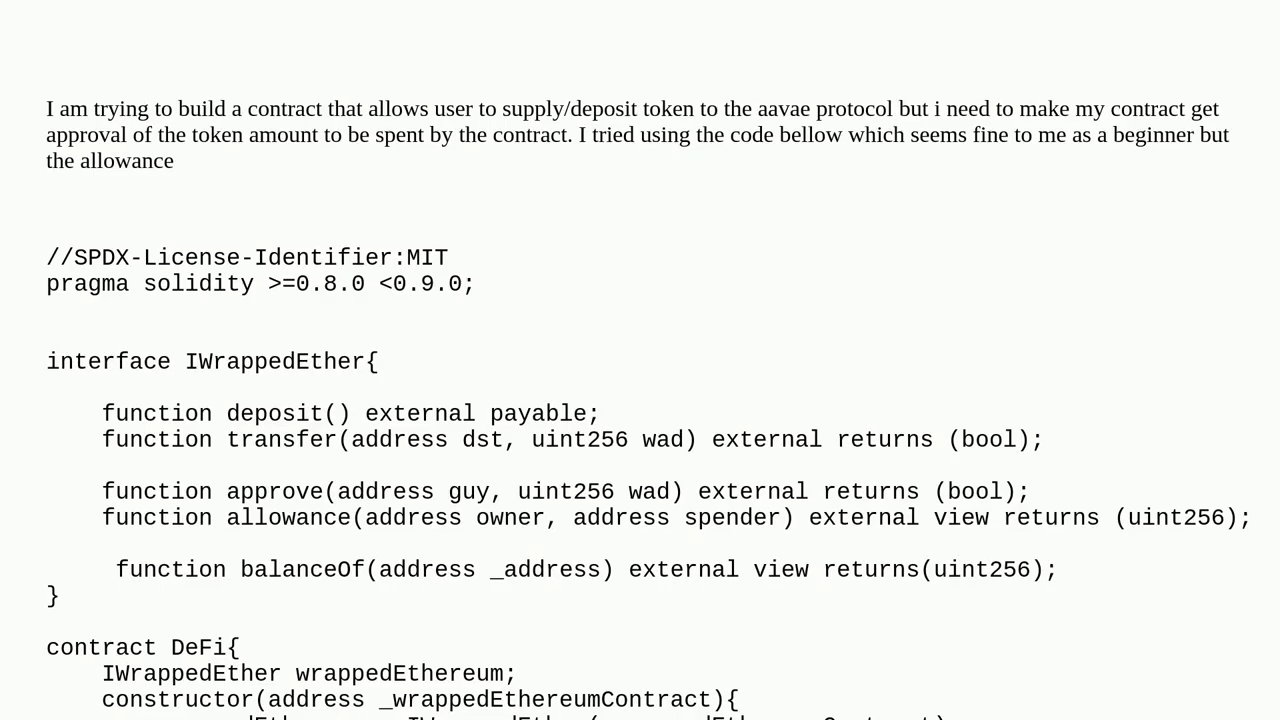 I am trying to build a contract that allows user to supply/deposit token to the aavae protocol but i need to make my contract get
approval of the token amount to be spent by the contract. I tried using the code bellow which seems fine to me as a beginner but
the allowance
//SPDX-License-Identifier:MIT
pragma solidity >=0.8.0 <0.9.0;
interface IWrappedEther{
function deposit() external payable;
function transfer(address dst, uint256 wad) external returns (bool);
function approve(address guy, uint256 wad) external returns (bool);
function allowance(address owner, address spender) external view returns (uint256);
function balanceOf(address _address) external view returns(uint256);
}
contract DeFi{
IWrappedEther wrappedEthereum;
constructor(address _wrappedEthereumContract){